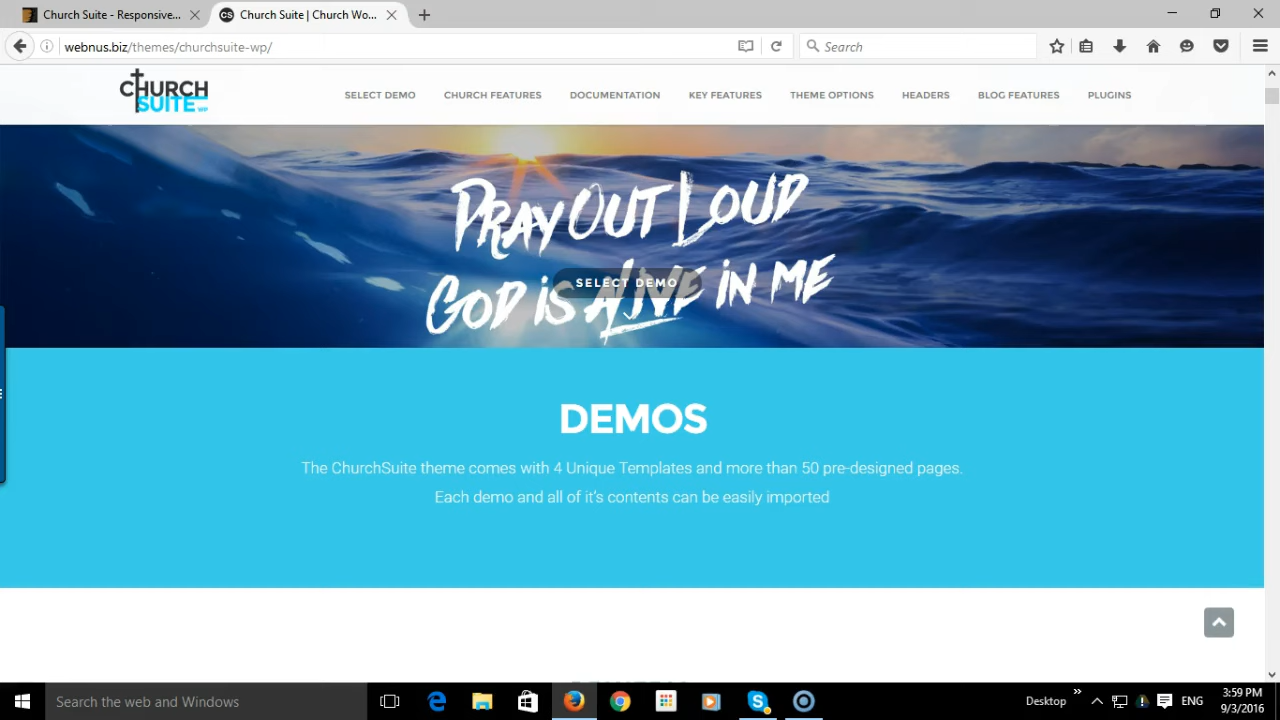 Church Suite - Responsive...
Church Suite | Church Wo...
webnus.biz/themes/churchsuite-wp/
Search
CHURCH
SUITE WP
SELECT DEMO
CHURCH FEATURES
DOCUMENTATION
KEY FEATURES
THEME OPTIONS
HEADERS
BLOG FEATURES
PLUGINS
PRAY OUT LOUD
GOD IS ALIVE IN ME
SELECT DEMO
DEMOS
The ChurchSuite theme comes with 4 Unique Templates and more than 50 pre-designed pages.
Each demo and all of it's contents can be easily imported
Search the web and Windows
Desktop
ENG
3:59 PM
9/3/2016